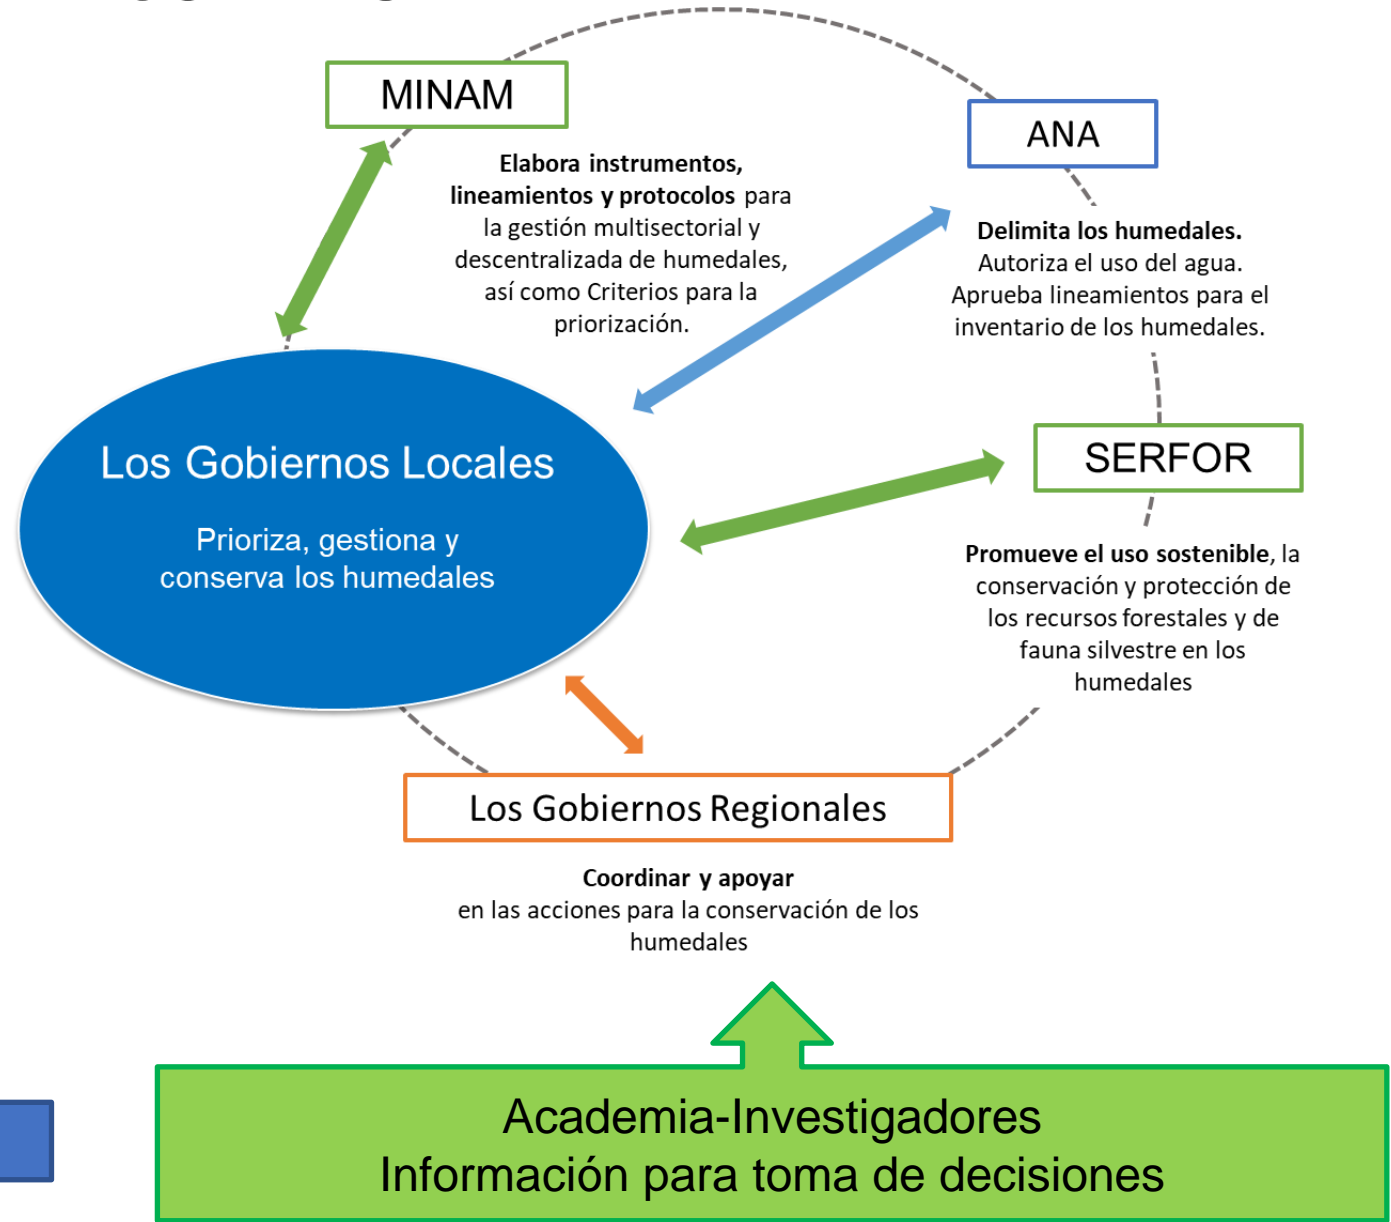 MINAM
Elabora instrumentos,
lineamientos y protocolos para
la gestión multisectorial y
descentralizada de humedales,
así como Criterios para la
priorización.
ANA
Delimita los humedales.
Autoriza el uso del agua.
Aprueba lineamientos para el
inventario de los humedales.
Los Gobiernos Locales
Prioriza, gestiona y
conserva los humedales
SERFOR
Promueve el uso sostenible, la
conservación y protección de
los recursos forestales y de
fauna silvestre en los
humedales
Los Gobiernos Regionales
Coordinar y apoyar
en las acciones para la conservación de los
humedales
Academia-Investigadores
Información para toma de decisiones